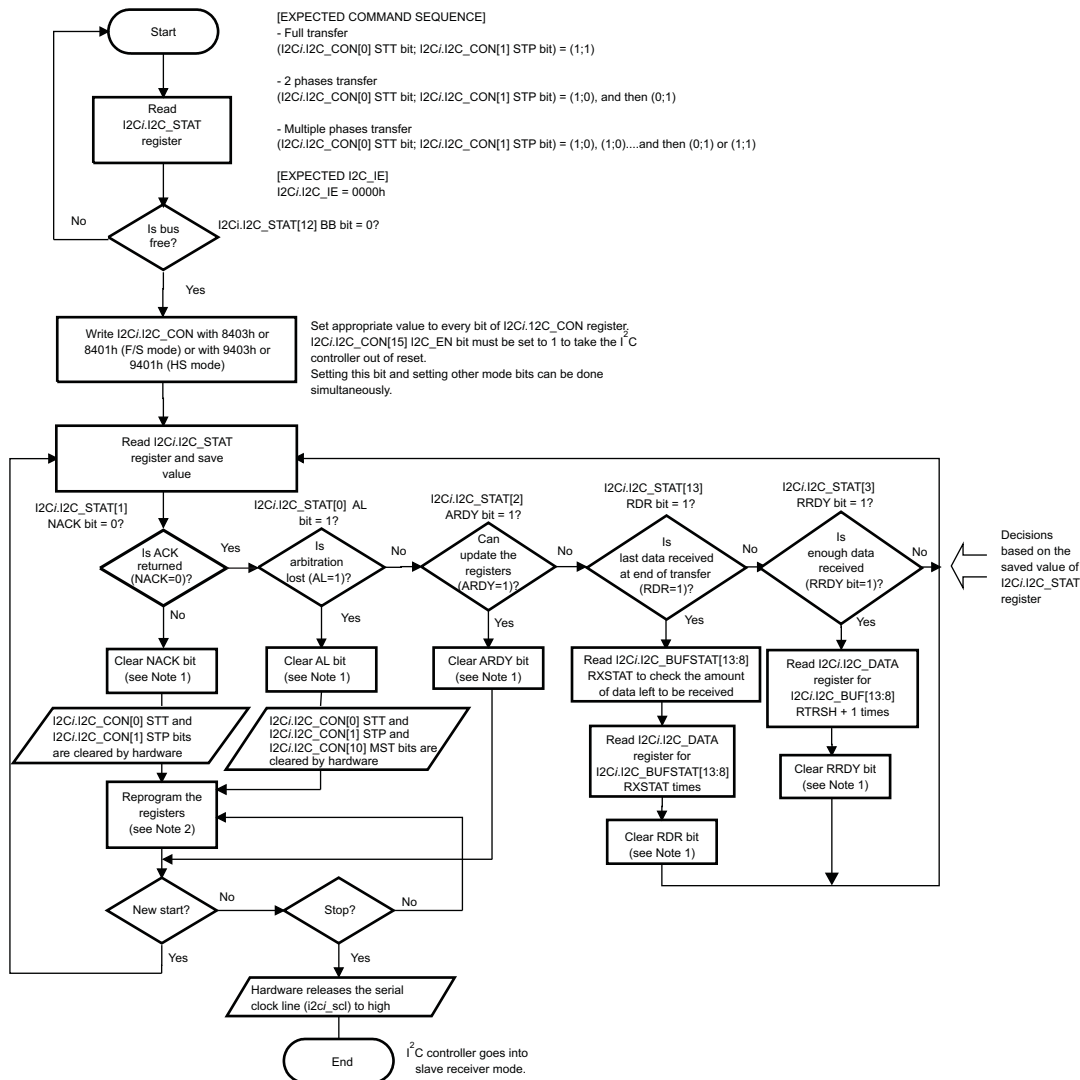 Start
[EXPECTED COMMAND SEQUENCE]
- Full transfer
(I2Ci.I2C_CON[0] STT bit; I2Ci.I2C_CON[1] STP bit) = (1;1)
- 2 phases transfer
(I2Ci.I2C_CON[0] STT bit; I2Ci.I2C_CON[1] STP bit) = (1;0), and then (0;1)
- Multiple phases transfer
(I2Ci.I2C_CON[0] STT bit; I2Ci.I2C_CON[1] STP bit) = (1;0), (1;0)....and then (0;1) or (1;1)
[EXPECTED I2C_IE]
I2Ci.I2C_IE = 0000h
Read
I2Ci.I2C_STAT
register
No
Is bus
free?
I2Ci.I2C_STAT[12] BB bit = 0?
Yes
Write I2Ci.I2C_CON with 8403h or
8401h (F/S mode) or with 9403h or
9401h (HS mode)
Set appropriate value to every bit of I2Ci.12C_CON register.
I2Ci.I2C_CON[15] I2C_EN bit must be set to 1 to take the I2C
controller out of reset.
Setting this bit and setting other mode bits can be done
simultaneously.
Read I2Ci.I2C_STAT
register and save
value
I2Ci.I2C_STAT[1]
NACK bit = 0?
I2Ci.I2C_STAT[0] AL
bit = 1?
I2Ci.I2C_STAT[2]
ARDY bit = 1?
I2Ci.I2C_STAT[13]
RDR bit = 1?
I2Ci.I2C_STAT[3]
RRDY bit = 1?
Is ACK
returned
(NACK=0)?
Yes
Is
arbitration
lost (AL=1)?
No
Can
update the
registers
(ARDY=1)?
No
Is
last data received
at end of transfer
(RDR=1)?
No
Is
enough data
received
(RRDY bit=1)?
No
Decisions
based on the
saved value of
I2Ci.I2C_STAT
register
No
Yes
Yes
Yes
Yes
Clear NACK bit
(see Note 1)
Clear AL bit
(see Note 1)
Clear ARDY bit
(see Note 1)
Read I2Ci.I2C_BUFSTAT[13:8]
RXSTAT to check the amount
of data left to be received
Read I2Ci.I2C_DATA
register for
I2Ci.I2C_BUF[13:8]
RTRSH + 1 times
I2Ci.I2C_CON[0] STT and
I2Ci.I2C_CON[1] STP bits
are cleared by hardware
I2Ci.I2C_CON[0] STT and
I2Ci.I2C_CON[1] STP and
I2Ci.I2C_CON[10] MST bits are
cleared by hardware
Read I2Ci.I2C_DATA
register for
I2Ci.I2C_BUFSTAT[13:8]
RXSTAT times
Clear RRDY bit
(see Note 1)
Reprogram the
registers
(see Note 2)
Clear RDR bit
(see Note 1)
New start?
No
Stop?
No
Yes
Yes
Hardware releases the serial
clock line (i2ci_scl) to high
End
I2C controller goes into
slave receiver mode.